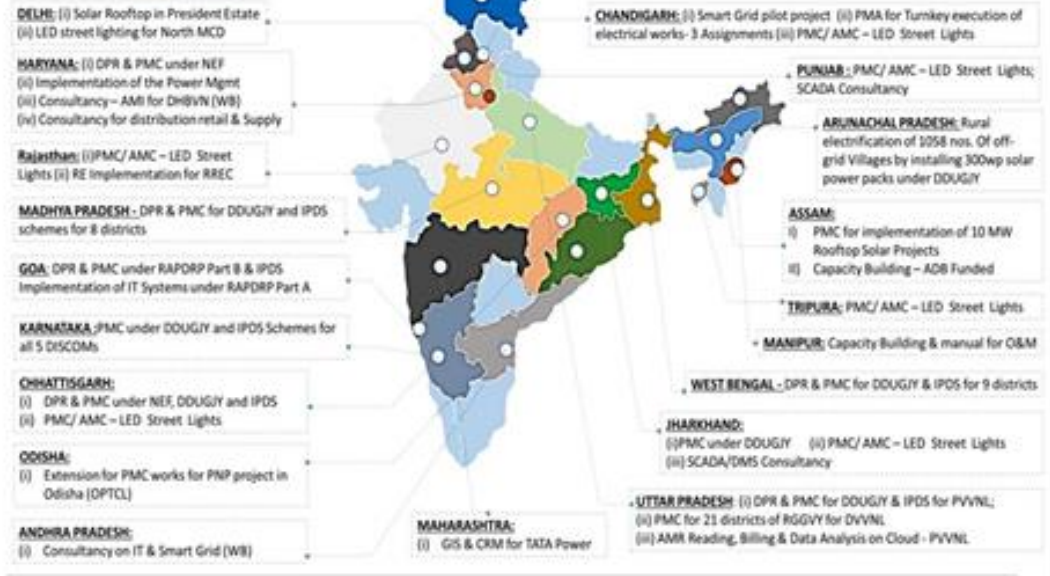 DELHI: (i) Solar Rooftop in President Estate
(ii) LED street lighting for North MCD
HARYANA: (i) DPR & PMC under NEF
(ii) Implementation of the Power Mgmt
(iii) Consultancy – AMI for DHBVN (WB)
(iv) Consultancy for distribution retail & Supply
Rajasthan: (i)PMC/ AMC – LED Street
Lights (ii) RE Implementation for RREC
MADHYA PRADESH - DPR & PMC for DDUGJY and IPDS
schemes for 8 districts
GOA: DPR & PMC under RAPDRP Part B & IPDS
Implementation of IT Systems under RAPDRP Part A
KARNATAKA :PMC under DDUGJY and IPDS Schemes for
all 5 DISCOMs
CHHATTISGARH:
(i) DPR & PMC under NEF, DDUGJY and IPDS
(ii) PMC/ AMC – LED Street Lights
ODISHA:
(i) Extension for PMC works for PNP project in
Odisha (OPTCL)
ANDHRA PRADESH:
(i) Consultancy on IT & Smart Grid (WB)
MAHARASHTRA:
(i) GIS & CRM for TATA Power
CHANDIGARH: (i) Smart Grid pilot project (ii) PMA for Turnkey execution of
electrical works- 3 Assignments (iii) PMC/ AMC – LED Street Lights
PUNJAB : PMC/ AMC – LED Street Lights;
SCADA Consultancy
ARUNACHAL PRADESH: Rural
electrification of 1058 nos. Of off-
grid Villages by installing 300wp solar
power packs under DDUGJY
ASSAM:
I) PMC for implementation of 10 MW
Rooftop Solar Projects
II) Capacity Building – ADB Funded
TRIPURA: PMC/ AMC – LED Street Lights
MANIPUR: Capacity Building & manual for O&M
WEST BENGAL - DPR & PMC for DDUGJY & IPDS for 9 districts
JHARKHAND:
(i)PMC under DDUGJY (ii) PMC/ AMC – LED Street Lights
(iii) SCADA/DMS Consultancy
UTTAR PRADESH: (i) DPR & PMC for DDUGJY & IPDS for PVVNL;
(ii) PMC for 21 districts of RGGVY for DVVNL
(iii) AMR Reading, Billing & Data Analysis on Cloud - PVVNL